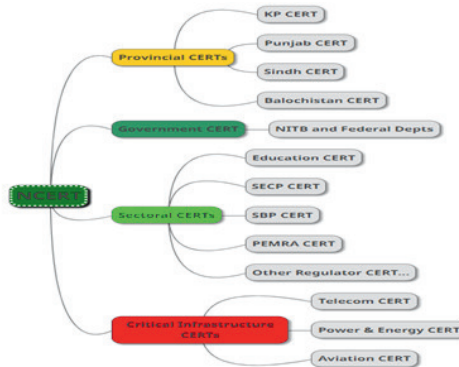 NCERT
Provincial CERTs
KP CERT
Punjab CERT
Sindh CERT
Balochistan CERT
Government CERT
NITB and Federal Depts
Sectoral CERTs
Education CERT
SECP CERT
SBP CERT
PEMRA CERT
Other Regulator CERT...
Critical Infrastructure
CERTs
Telecom CERT
Power & Energy CERT
Aviation CERT